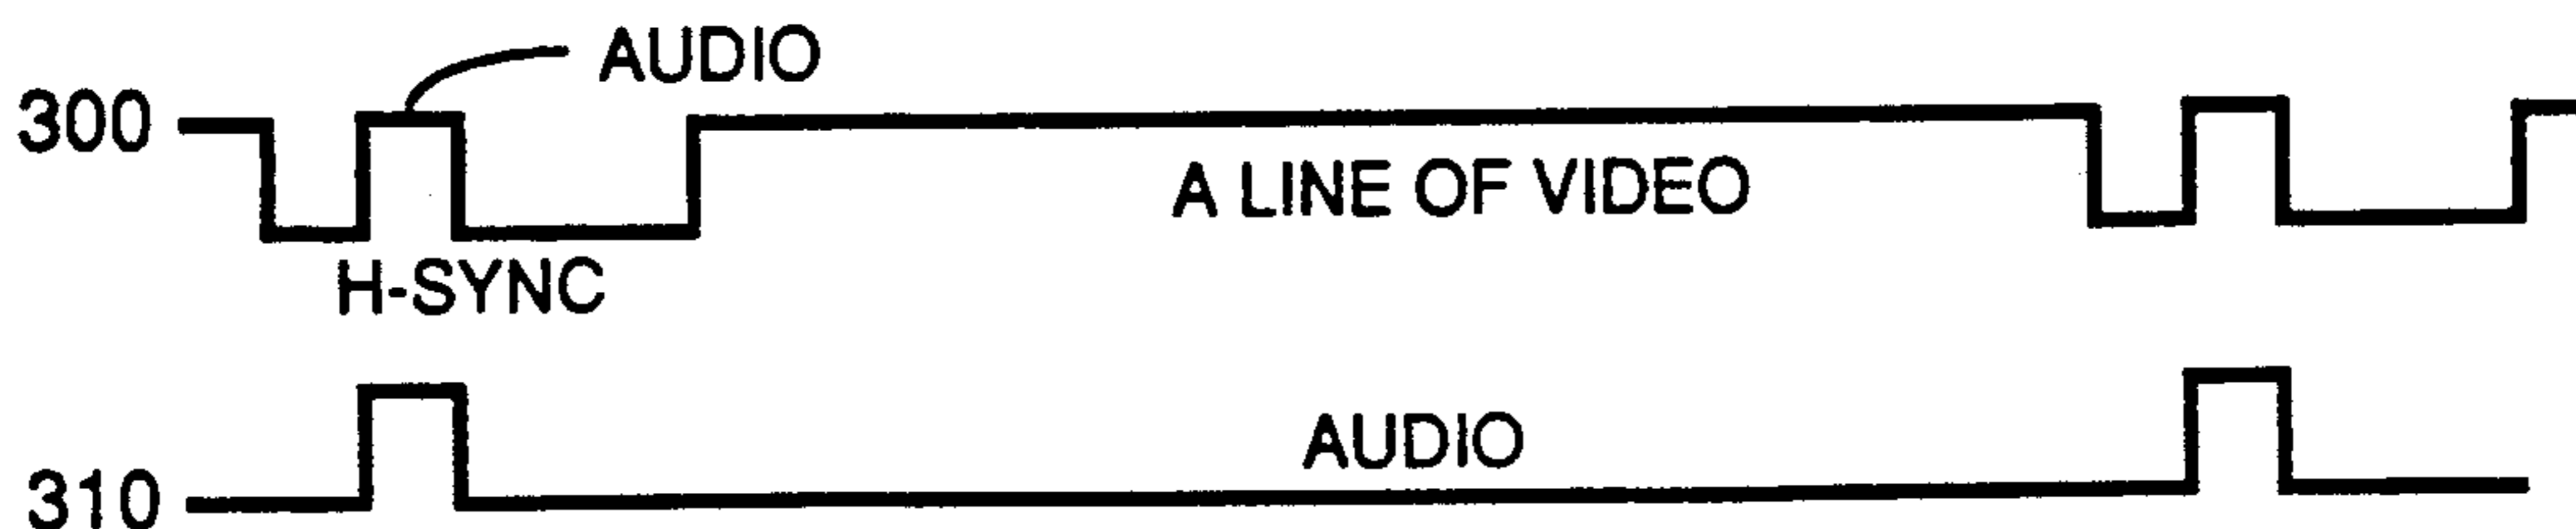 AUDIO
300
A LINE OF VIDEO
H-SYNC
AUDIO
310